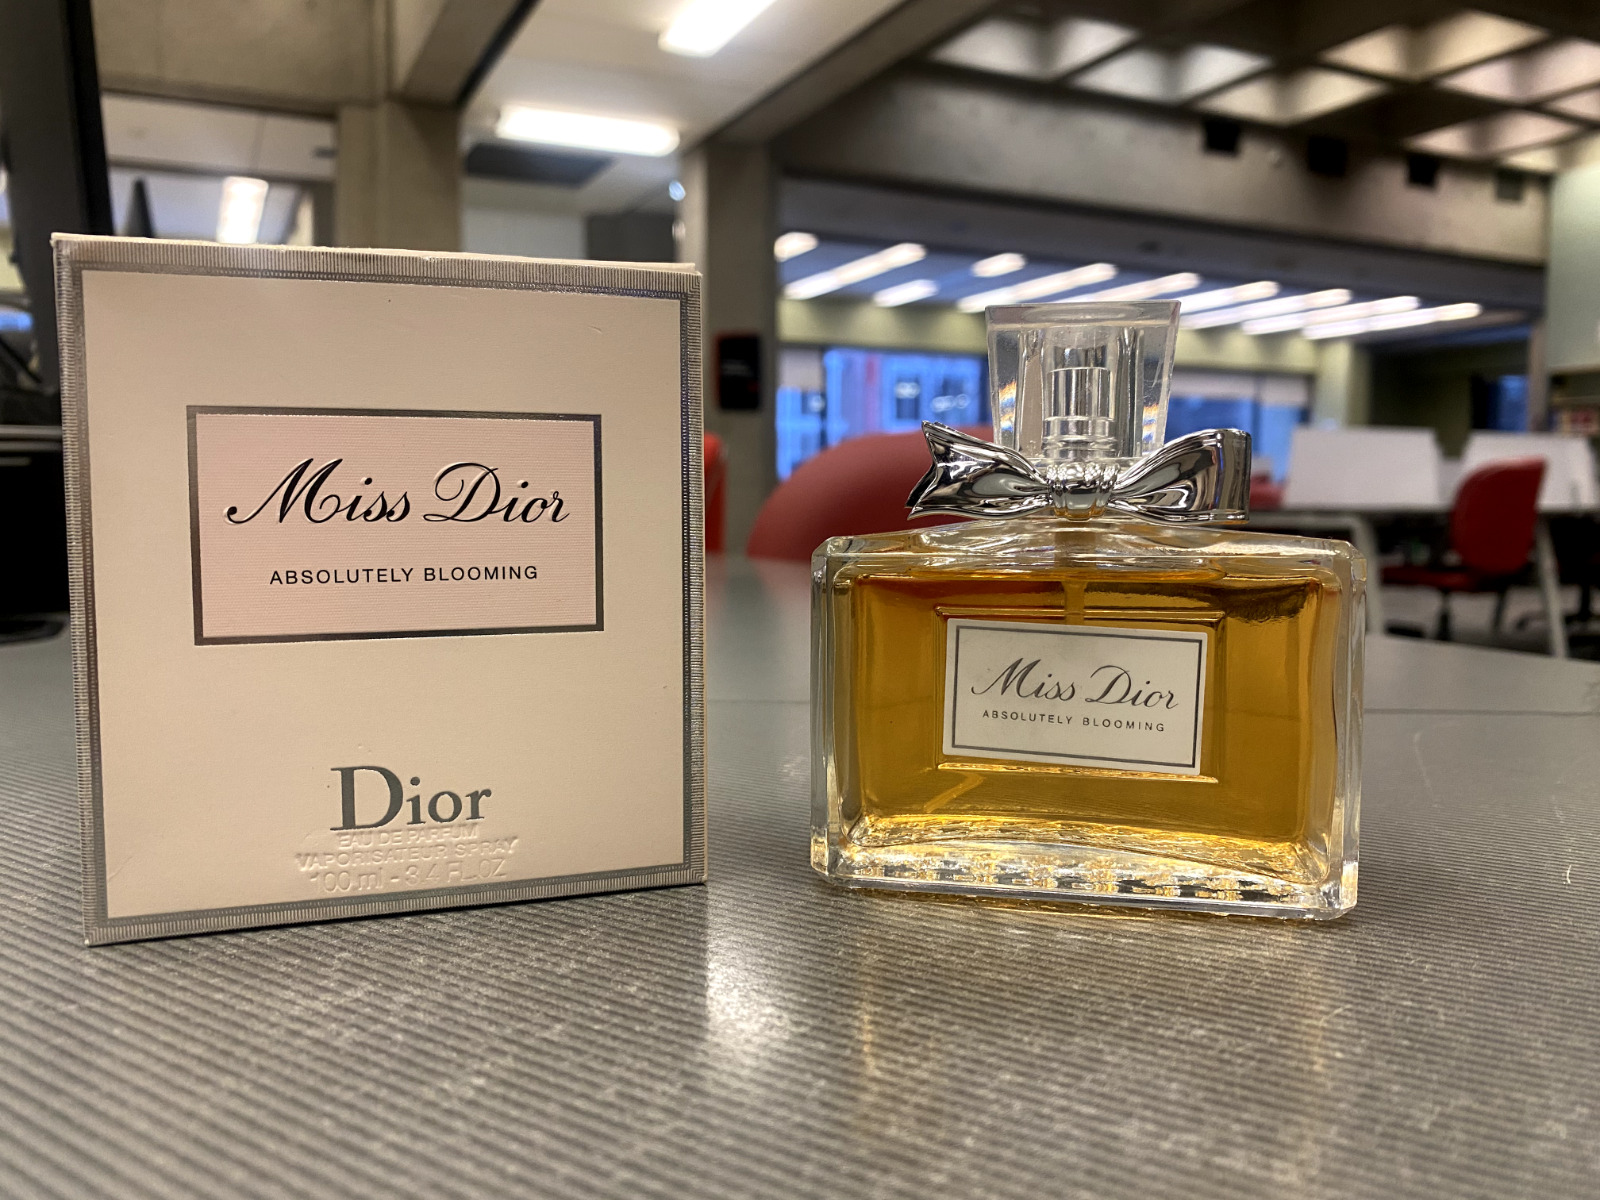 Miss Dior
ABSOLUTELY BLOOMING
Dior
EAU DE PARFUM
VAPORISATEUR SPRAY
100 ml - 3.4 FL.OZ
Miss Dior
ABSOLUTELY BLOOMING